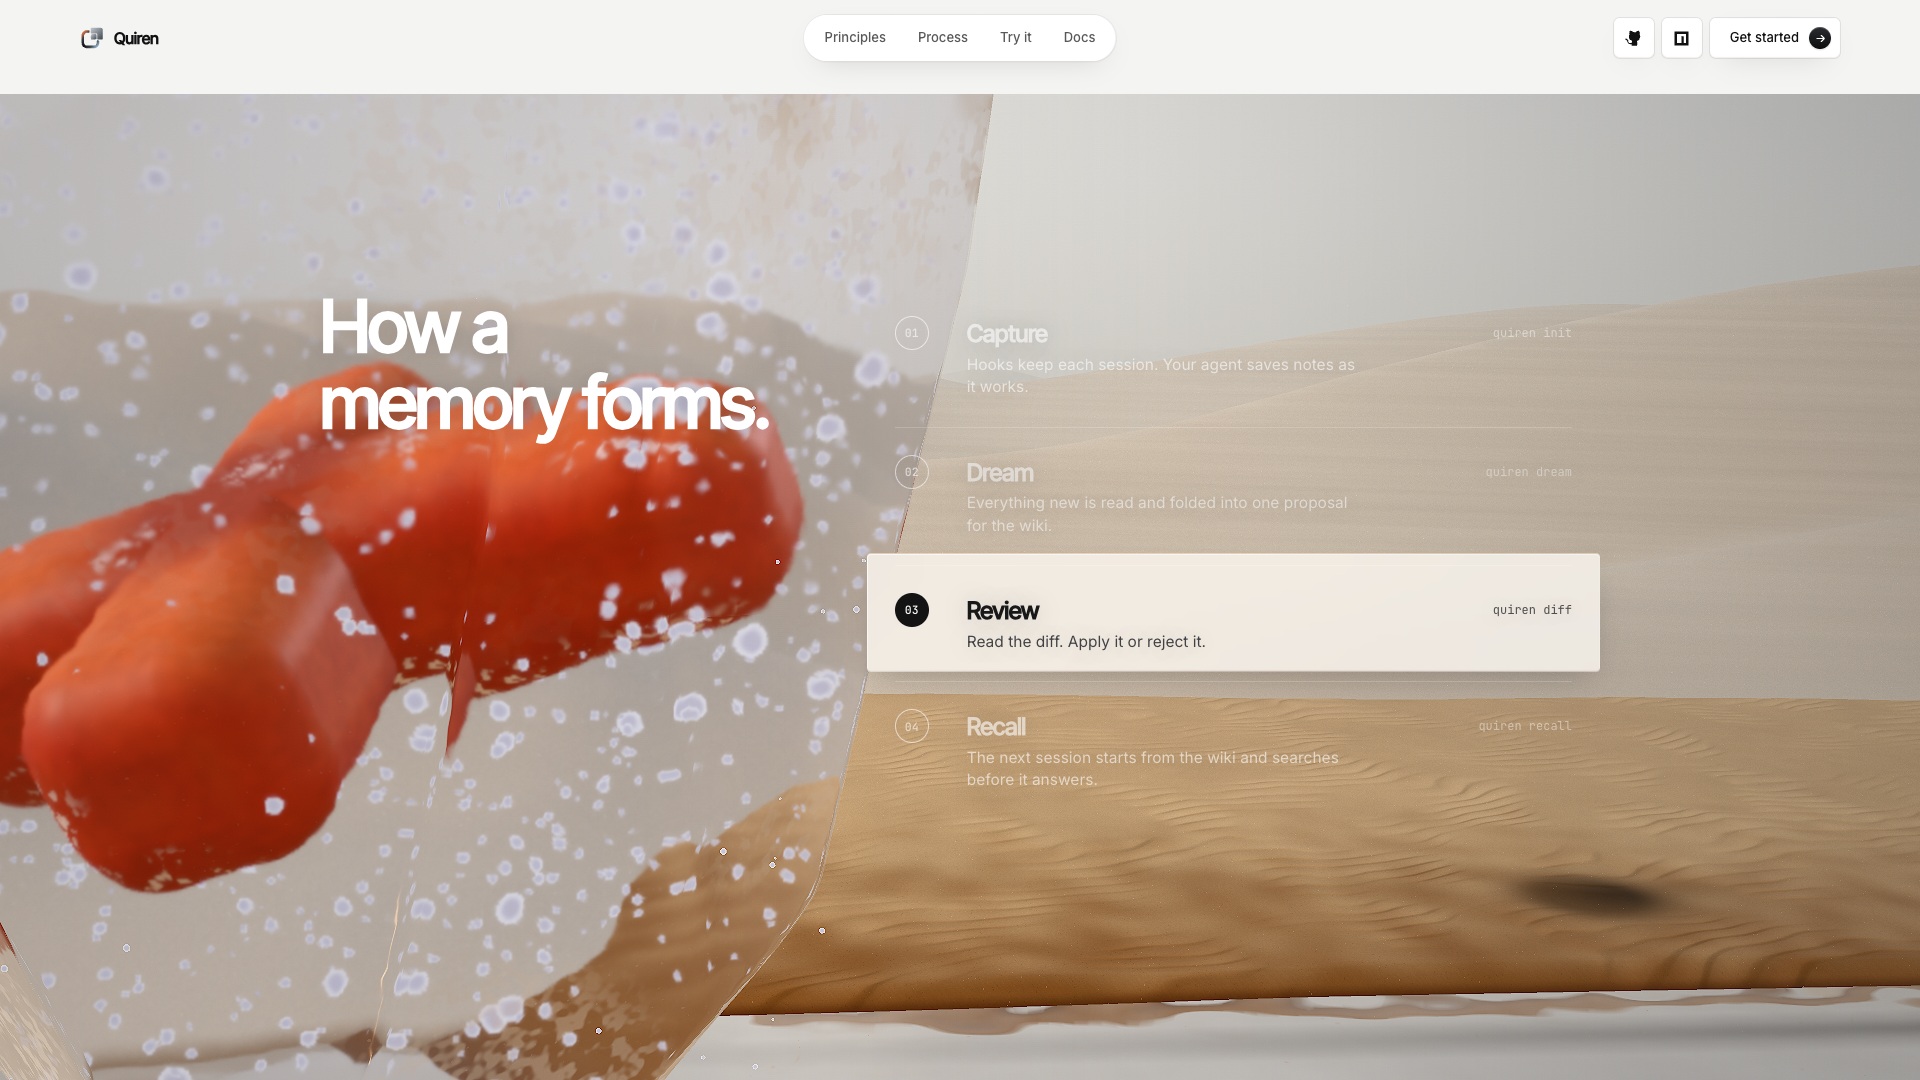 Quiren
Principles
Process
Try it
Docs
Get started
How a
memory forms.
01
Capture
quiren init
Hooks keep each session. Your agent saves notes as
it works.
02
Dream
quiren dream
Everything new is read and folded into one proposal
for the wiki.
03
Review
quiren diff
Read the diff. Apply it or reject it.
04
Recall
quiren recall
The next session starts from the wiki and searches
before it answers.